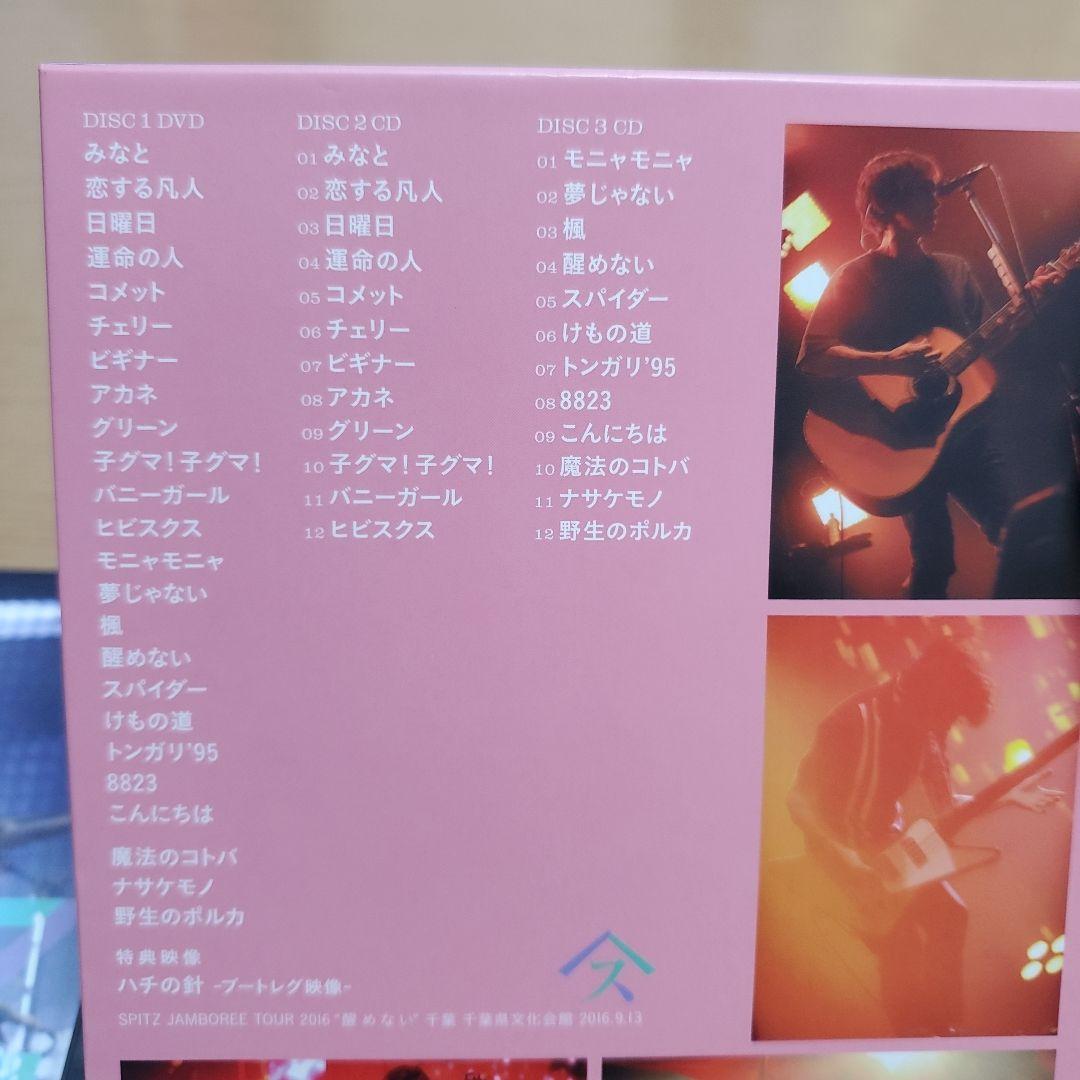 DISC 1 DVD
みなと
恋する凡人
日曜日
運命の人
コメット
チェリー
ビギナー
アカネ
グリーン
子グマ!子グマ!
バニーガール
ヒビスクス
モニャモニャ
夢じゃない
楓
醒めない
スパイダー
けもの道
トンガリ'95
8823
こんにちは
魔法のコトバ
ナサケモノ
野生のポルカ
特典映像
ハチの針 -ブートレグ映像-
SPITZ JAMBOREE TOUR 2016 "醒 め な い" 千葉 千葉県文化会館 2016.9.13
DISC 2 CD
01 みなと
02 恋する凡人
03 日曜日
04 運命の人
05 コメット
06 チェリー
07 ビギナー
08 アカネ
09 グリーン
10 子グマ!子グマ!
11 バニーガール
12 ヒビスクス
DISC 3 CD
01 モニャモニャ
02 夢じゃない
03 楓
04 醒めない
05 スパイダー
06 けもの道
07 トンガリ'95
08 8823
09 こんにちは
10 魔法のコトバ
11 ナサケモノ
12 野生のポルカ
ス